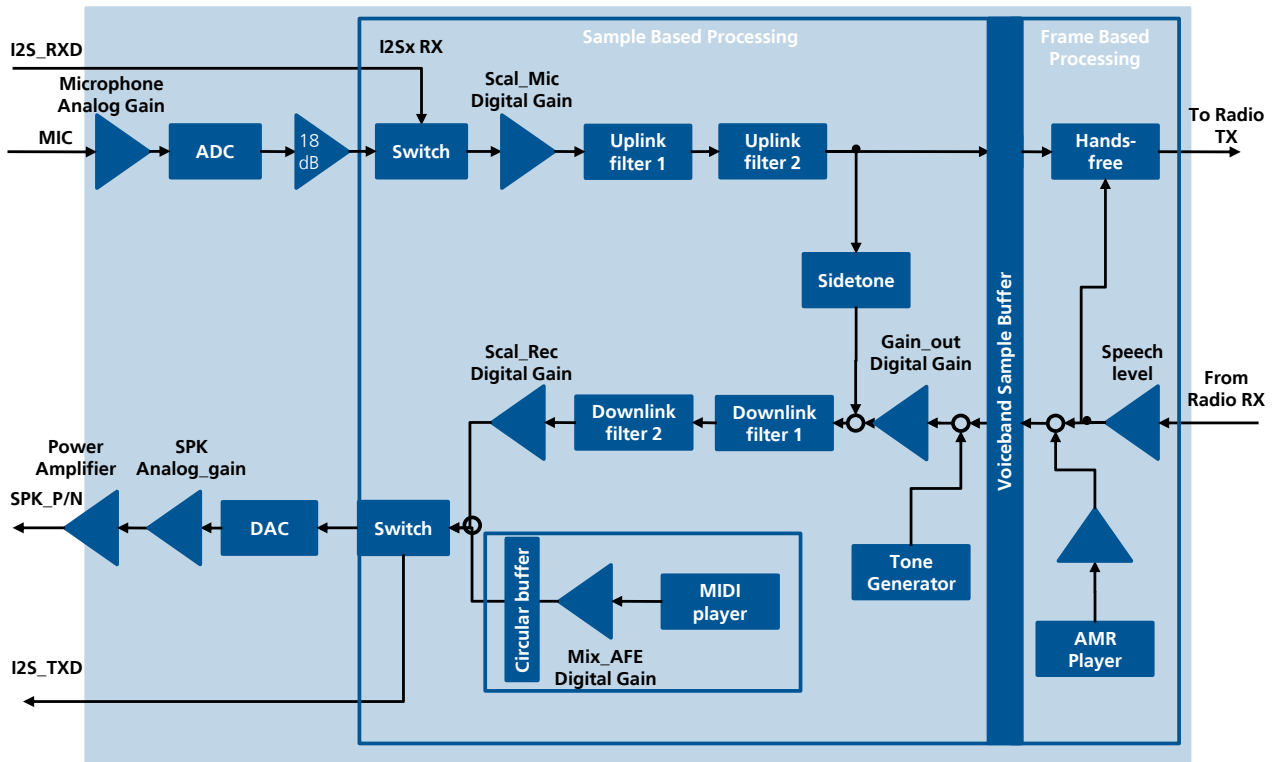 Sample Based Processing
Frame Based
Processing
I2S_RXD
I2Sx RX
Microphone
Analog Gain
Scal_Mic
Digital Gain
To Radio
TX
MIC
ADC
18
dB
Switch
Uplink
filter 1
Uplink
filter 2
Hands-
free
Sidetone
Voiceband Sample Buffer
Scal_Rec
Digital Gain
Gain_out
Digital Gain
Speech
level
From
Radio RX
Downlink
filter 2
Downlink
filter 1
Power
Amplifier
SPK
Analog_gain
SPK_P/N
DAC
Switch
Circular buffer
MIDI
player
Mix_AFE
Digital Gain
Tone
Generator
AMR
Player
I2S_TXD